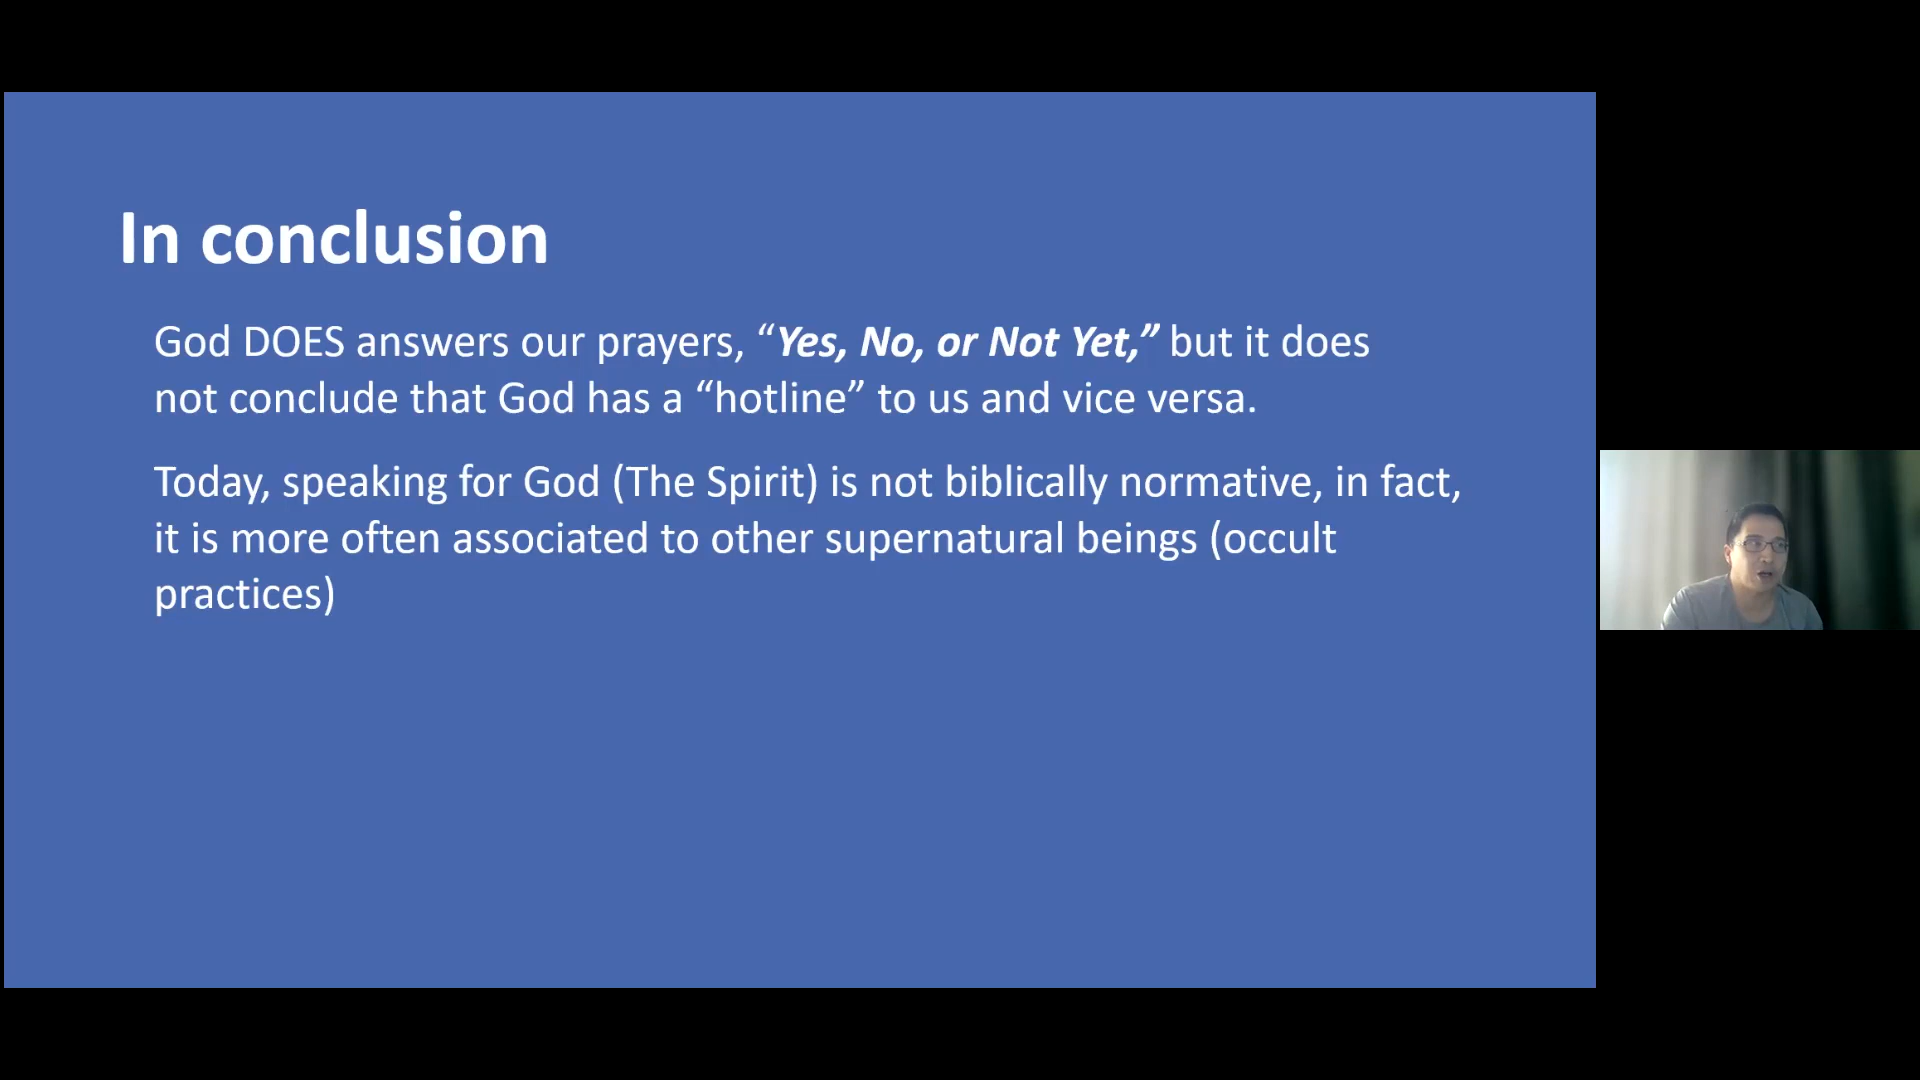 In conclusion
God DOES answers our prayers, “Yes, No, or Not Yet,” but it does
not conclude that God has a “hotline” to us and vice versa.
Today, speaking for God (The Spirit) is not biblically normative, in fact,
it is more often associated to other supernatural beings (occult
practices)